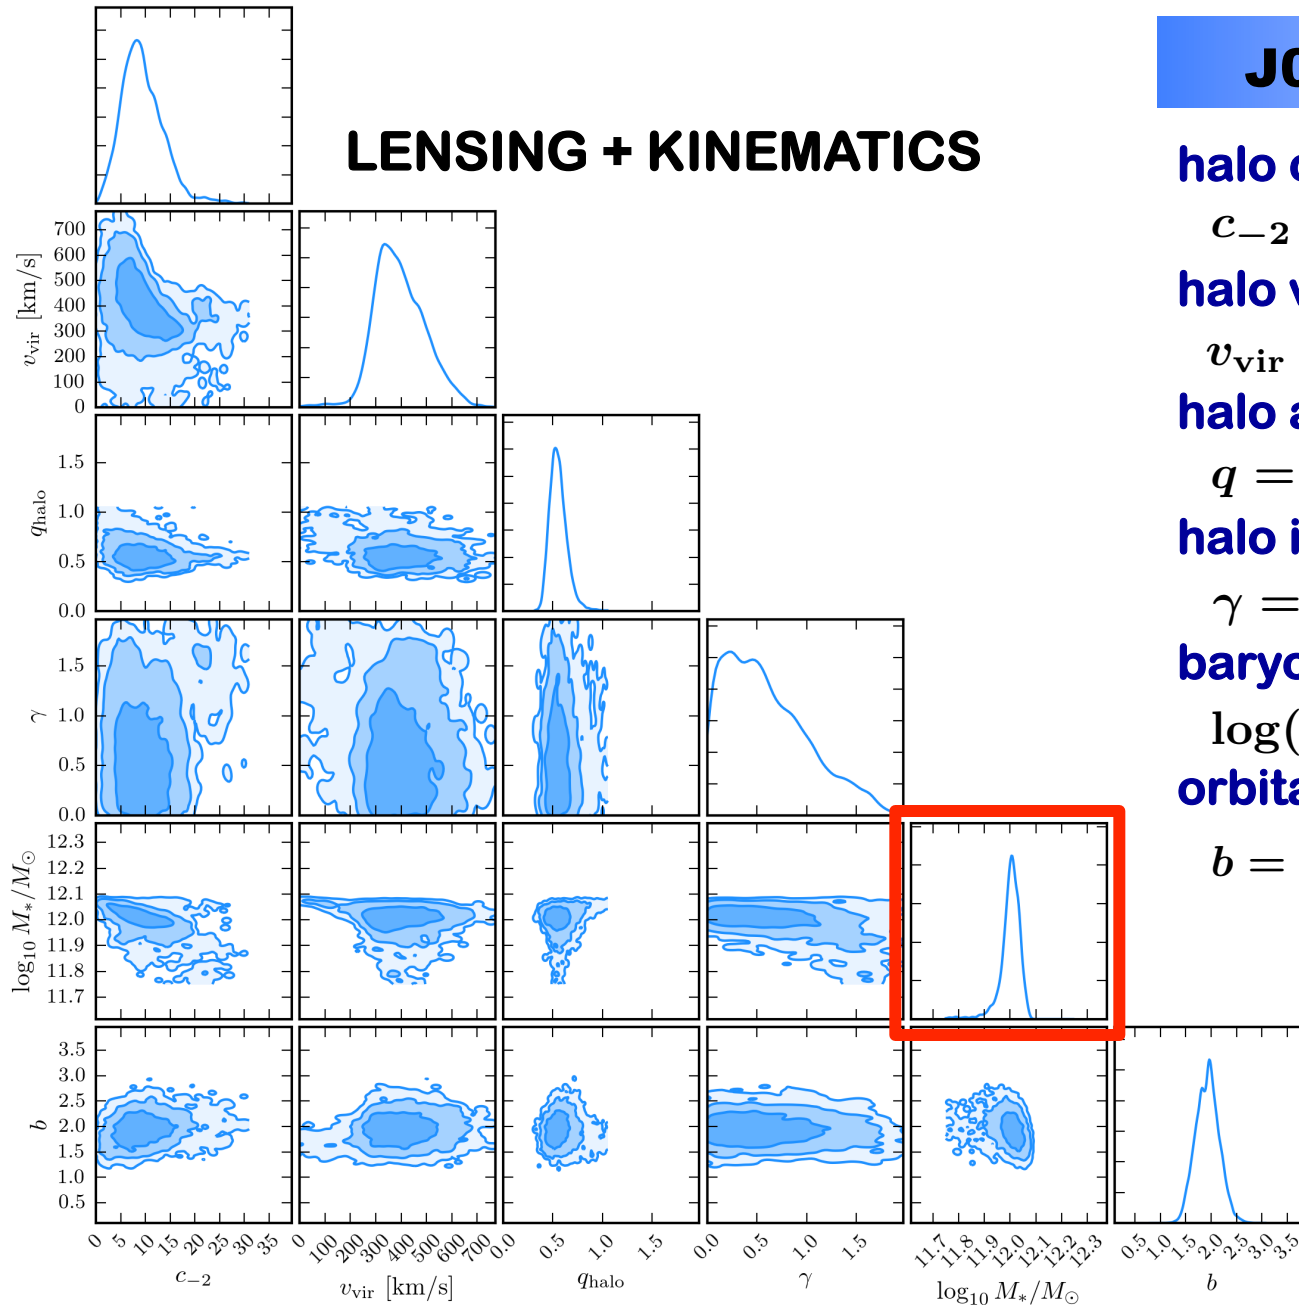 LENSING + KINEMATICS
J0
halo
c₋₂
halo
v_vir
halo
q =
halo
γ =
log(
b =
v_vir [km/s]
700
600
500
400
300
200
100
0
q_halo
1.5
1.0
0.5
0.0
γ
1.5
1.0
0.5
0.0
log₁₀ M∗/M⊙
12.3
12.2
12.1
12.0
11.9
11.8
11.7
b
3.5
3.0
2.5
2.0
1.5
1.0
0.5
0 5 10 15 20 25 30 35
c₋₂
0 100 200 300 400 500 600 700
v_vir [km/s]
0.0 0.5 1.0 1.5
q_halo
0.0 0.5 1.0 1.5
γ
11.7 11.8 11.9 12.0 12.1 12.2 12.3
log₁₀ M∗/M⊙
0.5 1.0 1.5 2.0 2.5 3.0 3.5
b